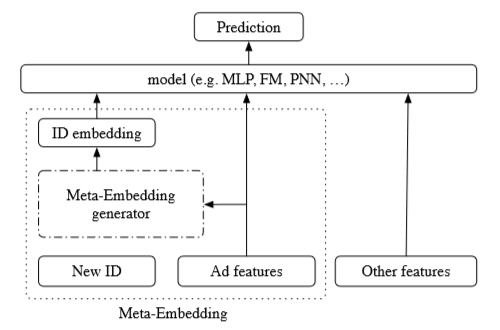 Prediction
model (e.g. MLP, FM, PNN, …)
ID embedding
Meta-Embedding
generator
New ID
Ad features
Other features
Meta-Embedding